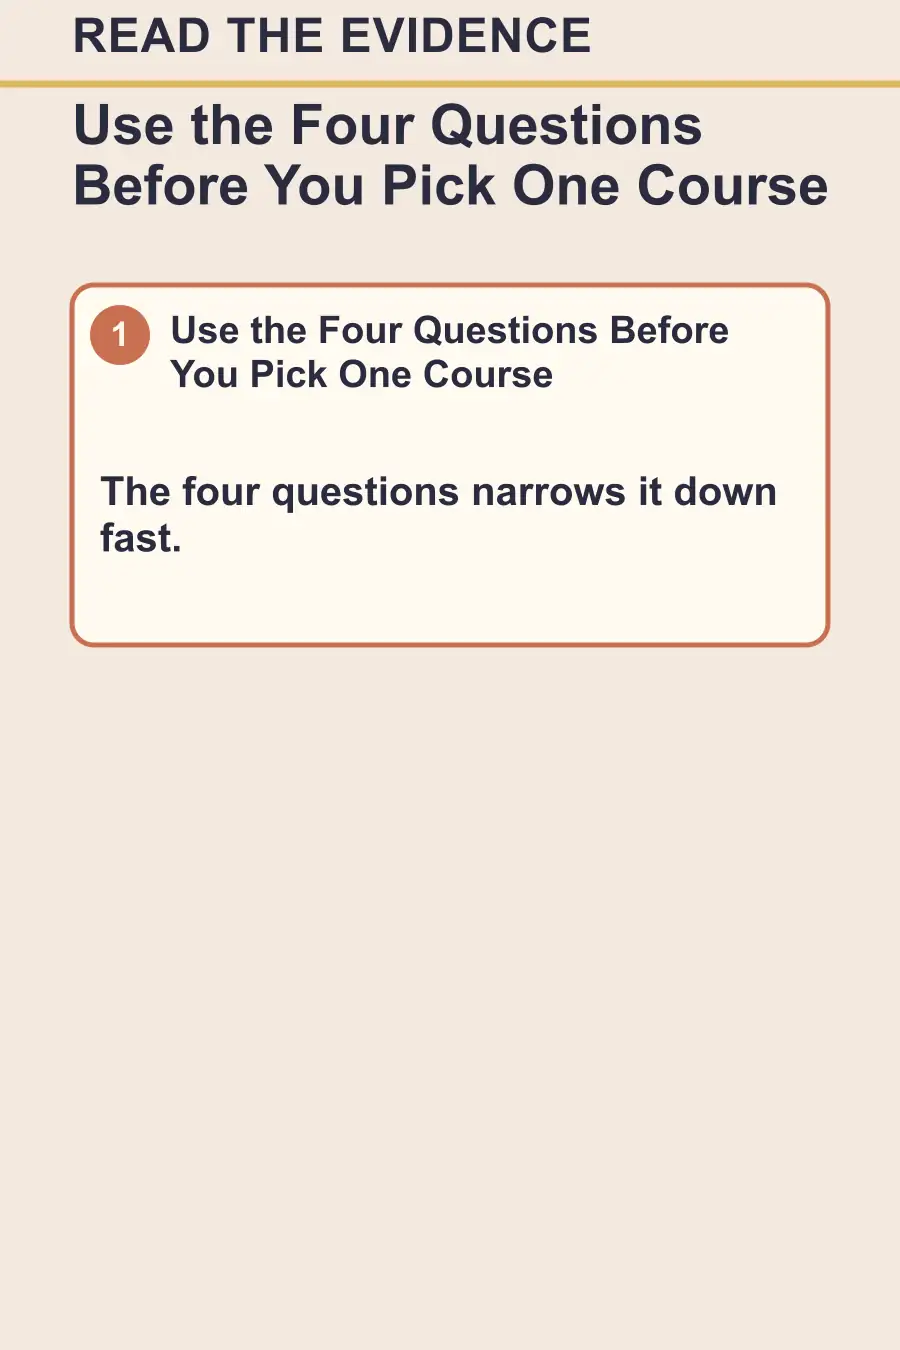 READ THE EVIDENCE
Use the Four Questions
Before You Pick One Course
1
Use the Four Questions Before
You Pick One Course
The four questions narrows it down
fast.